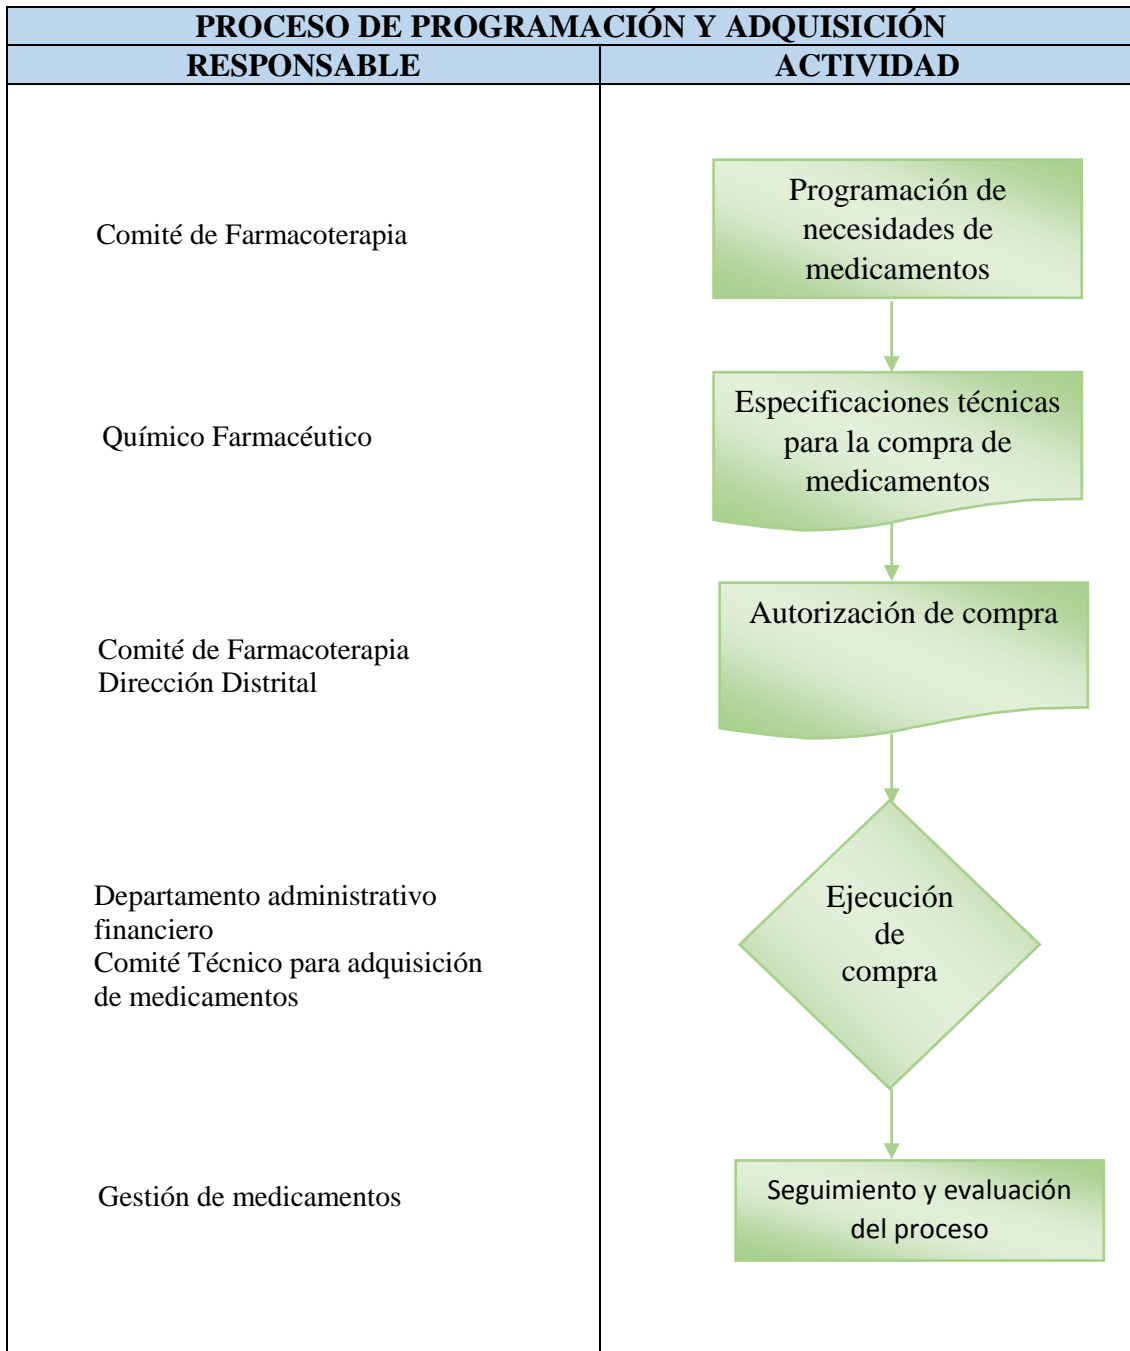 PROCESO DE PROGRAMACIÓN Y ADQUISICIÓN
RESPONSABLE
ACTIVIDAD
Comité de Farmacoterapia
Programación de
necesidades de
medicamentos
Químico Farmacéutico
Especificaciones técnicas
para la compra de
medicamentos
Comité de Farmacoterapia
Dirección Distrital
Autorización de compra
Departamento administrativo
financiero
Comité Técnico para adquisición
de medicamentos
Ejecución
de
compra
Gestión de medicamentos
Seguimiento y evaluación
del proceso